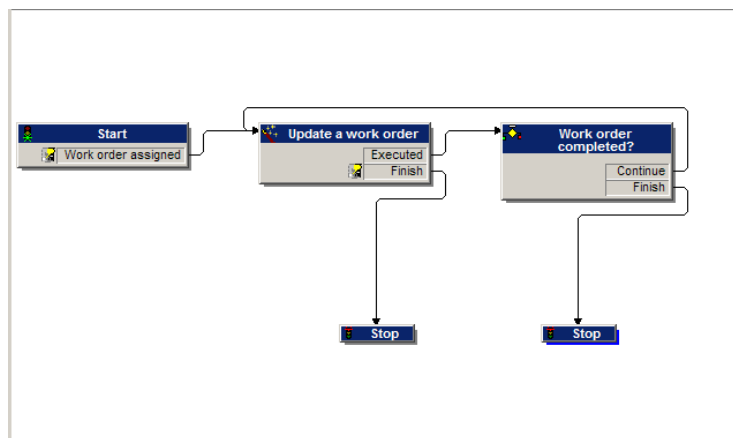 Start
Work order assigned
Update a work order
Executed
Finish
Work order
completed?
Continue
Finish
Stop
Stop